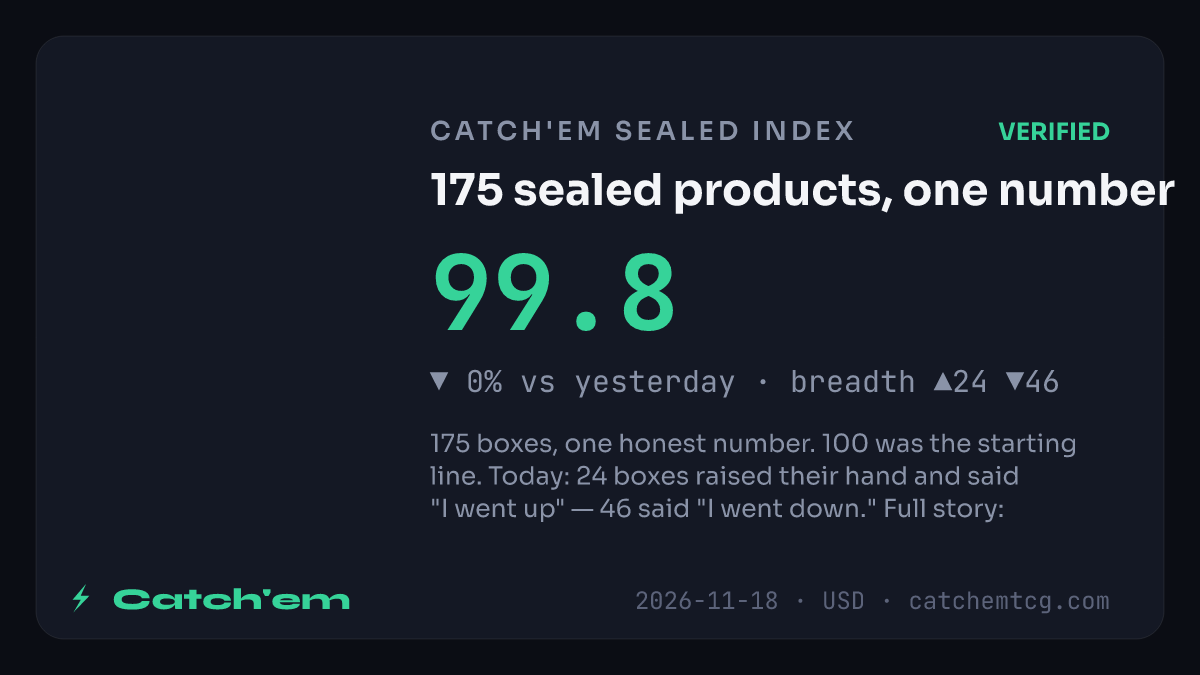 CATCH'EM SEALED INDEX VERIFIED
175 sealed products, one number
99.8
▼ 0% vs yesterday · breadth ▲24 ▼46
175 boxes, one honest number. 100 was the starting
line. Today: 24 boxes raised their hand and said
"I went up" — 46 said "I went down." Full story:
Catch'em 2026-11-18 · USD · catchemtcg.com